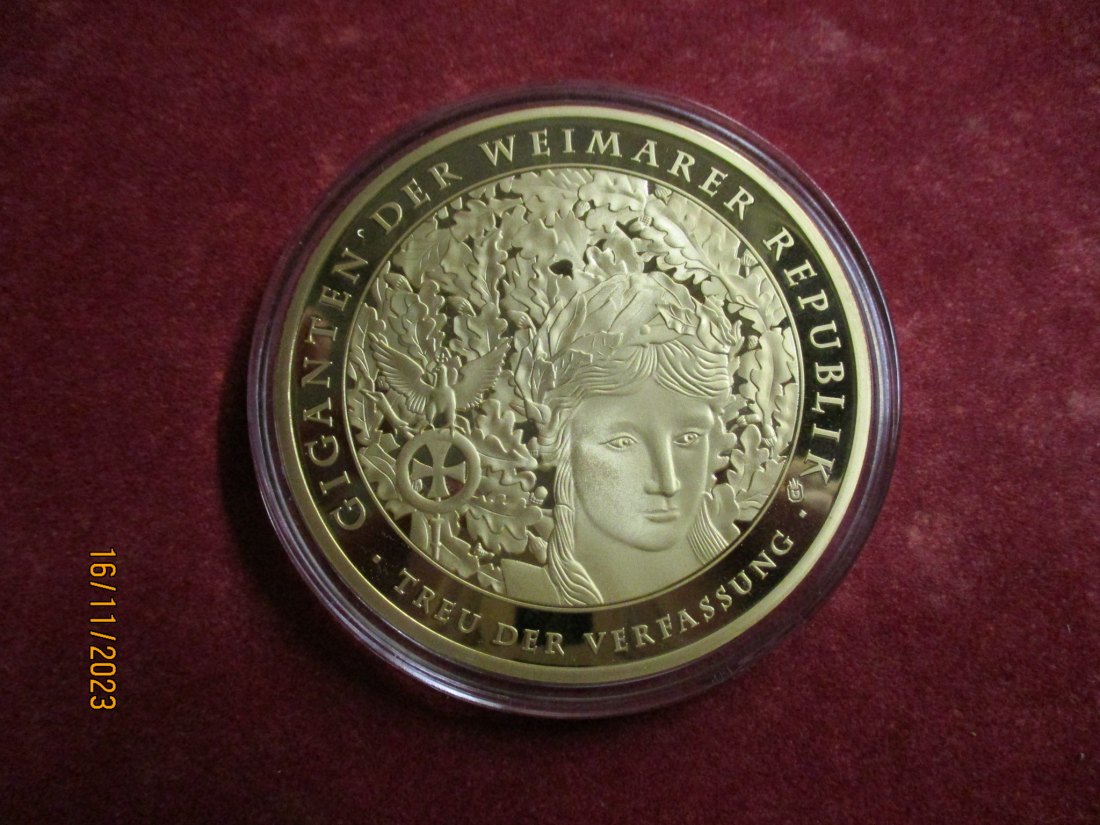 GIGANTEN · DER WEIMARER REPUBLIK
· TREU DER VERFASSUNG ·
16/11/2023